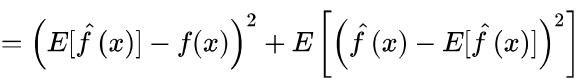 = (E[f̂ (x)] − f(x))² + E[(f̂ (x) − E[f̂ (x)])²]